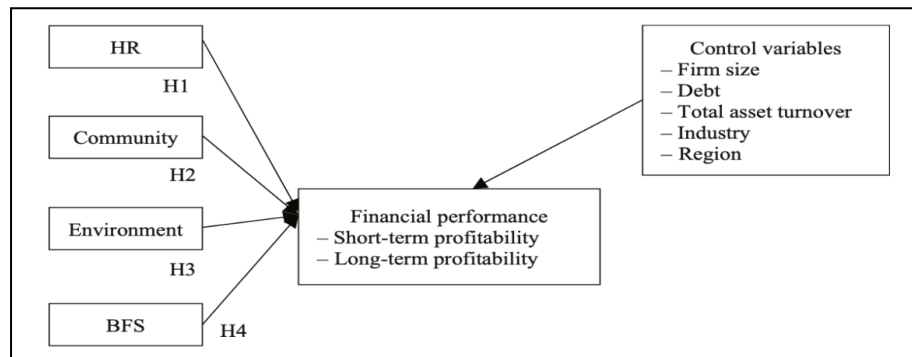 HR
H1
Community
H2
Environment
H3
BFS
H4
Financial performance
– Short-term profitability
– Long-term profitability
Control variables
– Firm size
– Debt
– Total asset turnover
– Industry
– Region